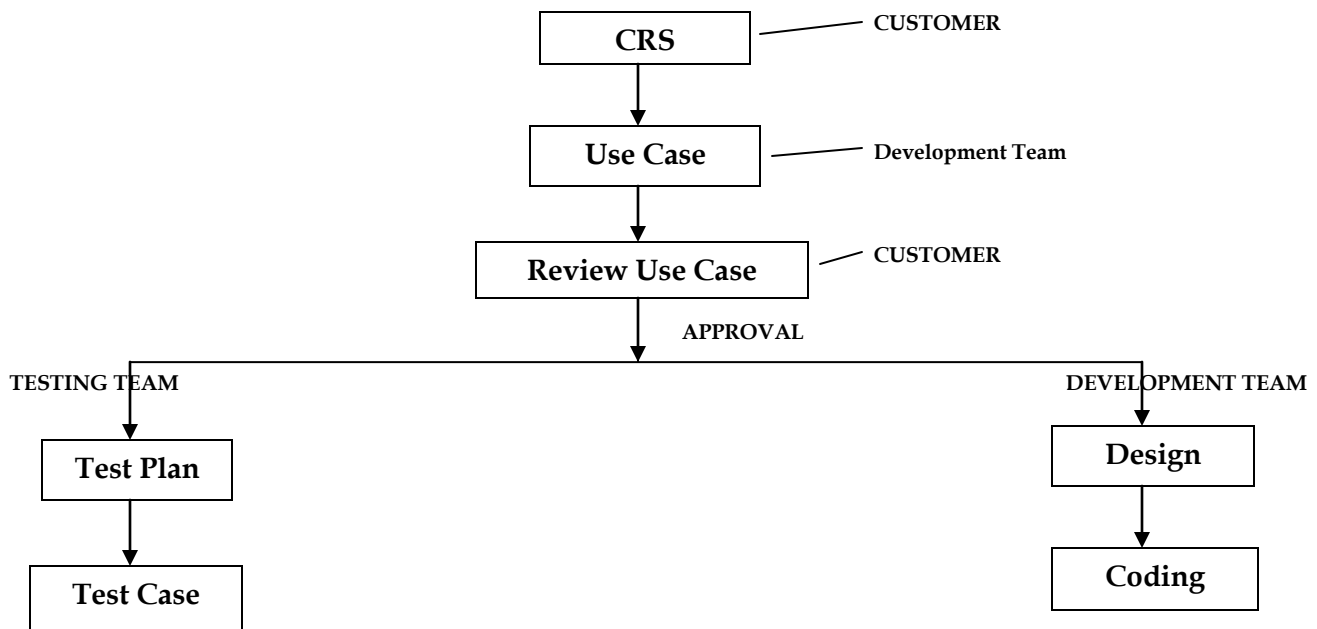 CRS
CUSTOMER
Use Case
Development Team
Review Use Case
CUSTOMER
APPROVAL
TESTING TEAM
DEVELOPMENT TEAM
Test Plan
Design
Test Case
Coding